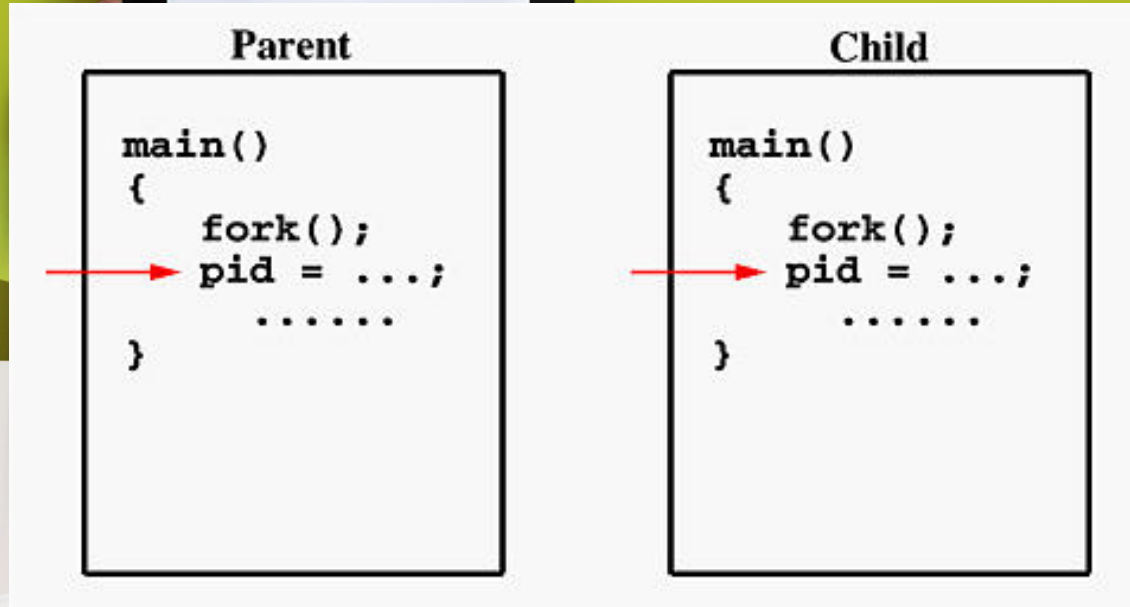 Parent
main()
{
fork();
pid = ...;
......
}
Child
main()
{
fork();
pid = ...;
......
}